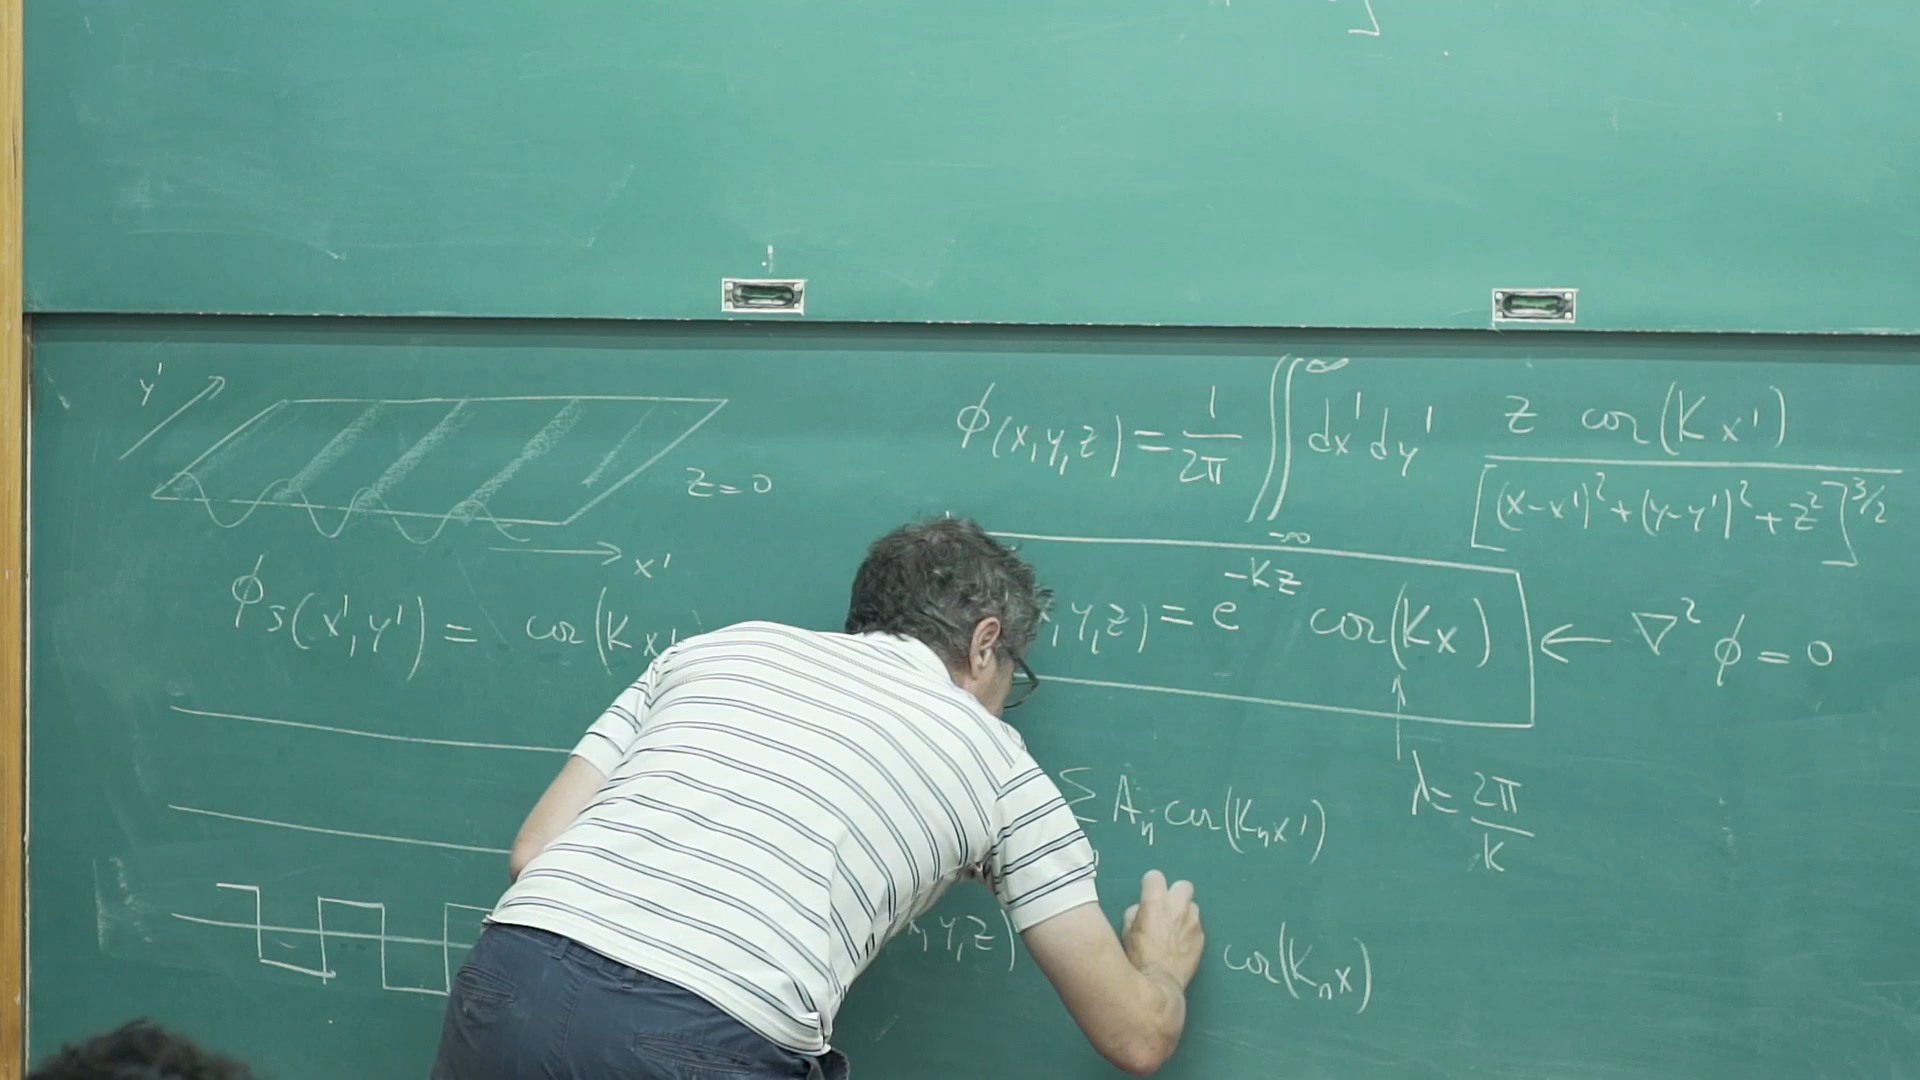 y'
z=0
x'
ϕ(x,y,z) = 1/2π ∬_{-∞}^{∞} dx'dy' z cos(Kx') / [(x-x')²+(y-y')²+z²]^{3/2}
ϕs(x',y') = cos(Kx'
,y,z) = e^{-Kz} cos(Kx) ← ∇²ϕ = 0
λ = 2π/K
Σ Aₙ cos(Kₙx')
x,y,z) cos(Kₙx)